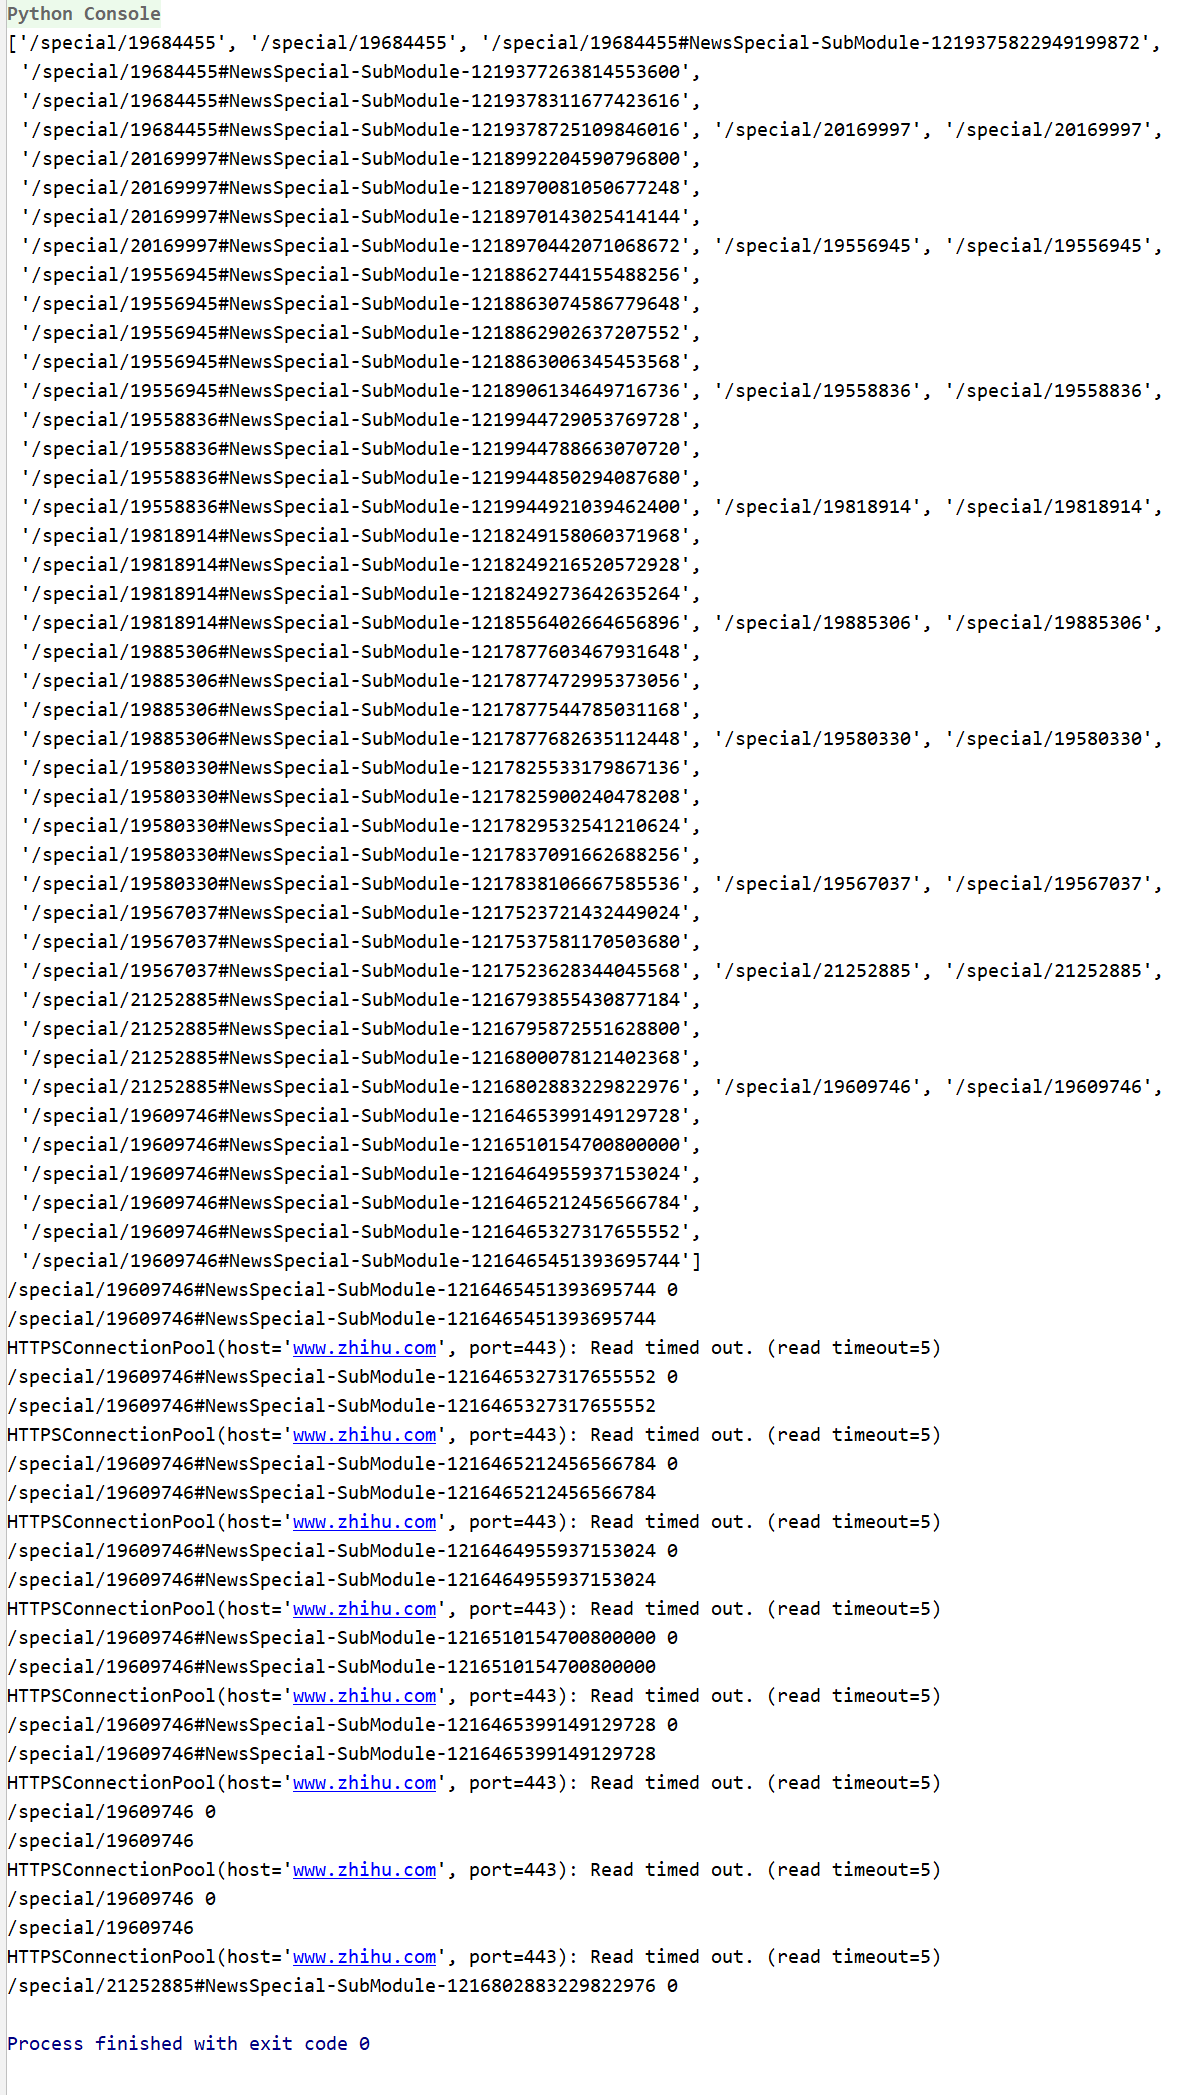 Python Console
['/special/19684455', '/special/19684455', '/special/19684455#NewsSpecial-SubModule-1219375822949199872',
'/special/19684455#NewsSpecial-SubModule-1219377263814553600',
'/special/19684455#NewsSpecial-SubModule-1219378311677423616',
'/special/19684455#NewsSpecial-SubModule-1219378725109846016', '/special/20169997', '/special/20169997',
'/special/20169997#NewsSpecial-SubModule-1218992204590796800',
'/special/20169997#NewsSpecial-SubModule-1218970081050677248',
'/special/20169997#NewsSpecial-SubModule-1218970143025414144',
'/special/20169997#NewsSpecial-SubModule-1218970442071068672', '/special/19556945', '/special/19556945',
'/special/19556945#NewsSpecial-SubModule-1218862744155488256',
'/special/19556945#NewsSpecial-SubModule-1218863074586779648',
'/special/19556945#NewsSpecial-SubModule-1218862902637207552',
'/special/19556945#NewsSpecial-SubModule-1218863006345453568',
'/special/19556945#NewsSpecial-SubModule-1218906134649716736', '/special/19558836', '/special/19558836',
'/special/19558836#NewsSpecial-SubModule-1219944729053769728',
'/special/19558836#NewsSpecial-SubModule-1219944788663070720',
'/special/19558836#NewsSpecial-SubModule-1219944850294087680',
'/special/19558836#NewsSpecial-SubModule-1219944921039462400', '/special/19818914', '/special/19818914',
'/special/19818914#NewsSpecial-SubModule-1218249158060371968',
'/special/19818914#NewsSpecial-SubModule-1218249216520572928',
'/special/19818914#NewsSpecial-SubModule-1218249273642635264',
'/special/19818914#NewsSpecial-SubModule-1218556402664656896', '/special/19885306', '/special/19885306',
'/special/19885306#NewsSpecial-SubModule-1217877603467931648',
'/special/19885306#NewsSpecial-SubModule-1217877472995373056',
'/special/19885306#NewsSpecial-SubModule-1217877544785031168',
'/special/19885306#NewsSpecial-SubModule-1217877682635112448', '/special/19580330', '/special/19580330',
'/special/19580330#NewsSpecial-SubModule-1217825533179867136',
'/special/19580330#NewsSpecial-SubModule-1217825900240478208',
'/special/19580330#NewsSpecial-SubModule-1217829532541210624',
'/special/19580330#NewsSpecial-SubModule-1217837091662688256',
'/special/19580330#NewsSpecial-SubModule-1217838106667585536', '/special/19567037', '/special/19567037',
'/special/19567037#NewsSpecial-SubModule-1217523721432449024',
'/special/19567037#NewsSpecial-SubModule-1217537581170503680',
'/special/19567037#NewsSpecial-SubModule-1217523628344045568', '/special/21252885', '/special/21252885',
'/special/21252885#NewsSpecial-SubModule-1216793855430877184',
'/special/21252885#NewsSpecial-SubModule-1216795872551628800',
'/special/21252885#NewsSpecial-SubModule-1216800078121402368',
'/special/21252885#NewsSpecial-SubModule-1216802883229822976', '/special/19609746', '/special/19609746',
'/special/19609746#NewsSpecial-SubModule-1216465399149129728',
'/special/19609746#NewsSpecial-SubModule-1216510154700800000',
'/special/19609746#NewsSpecial-SubModule-1216464955937153024',
'/special/19609746#NewsSpecial-SubModule-1216465212456566784',
'/special/19609746#NewsSpecial-SubModule-1216465327317655552',
'/special/19609746#NewsSpecial-SubModule-1216465451393695744']
/special/19609746#NewsSpecial-SubModule-1216465451393695744 0
/special/19609746#NewsSpecial-SubModule-1216465451393695744
HTTPSConnectionPool(host='www.zhihu.com', port=443): Read timed out. (read timeout=5)
/special/19609746#NewsSpecial-SubModule-1216465327317655552 0
/special/19609746#NewsSpecial-SubModule-1216465327317655552
HTTPSConnectionPool(host='www.zhihu.com', port=443): Read timed out. (read timeout=5)
/special/19609746#NewsSpecial-SubModule-1216465212456566784 0
/special/19609746#NewsSpecial-SubModule-1216465212456566784
HTTPSConnectionPool(host='www.zhihu.com', port=443): Read timed out. (read timeout=5)
/special/19609746#NewsSpecial-SubModule-1216464955937153024 0
/special/19609746#NewsSpecial-SubModule-1216464955937153024
HTTPSConnectionPool(host='www.zhihu.com', port=443): Read timed out. (read timeout=5)
/special/19609746#NewsSpecial-SubModule-1216510154700800000 0
/special/19609746#NewsSpecial-SubModule-1216510154700800000
HTTPSConnectionPool(host='www.zhihu.com', port=443): Read timed out. (read timeout=5)
/special/19609746#NewsSpecial-SubModule-1216465399149129728 0
/special/19609746#NewsSpecial-SubModule-1216465399149129728
HTTPSConnectionPool(host='www.zhihu.com', port=443): Read timed out. (read timeout=5)
/special/19609746 0
/special/19609746
HTTPSConnectionPool(host='www.zhihu.com', port=443): Read timed out. (read timeout=5)
/special/19609746 0
/special/19609746
HTTPSConnectionPool(host='www.zhihu.com', port=443): Read timed out. (read timeout=5)
/special/21252885#NewsSpecial-SubModule-1216802883229822976 0
Process finished with exit code 0